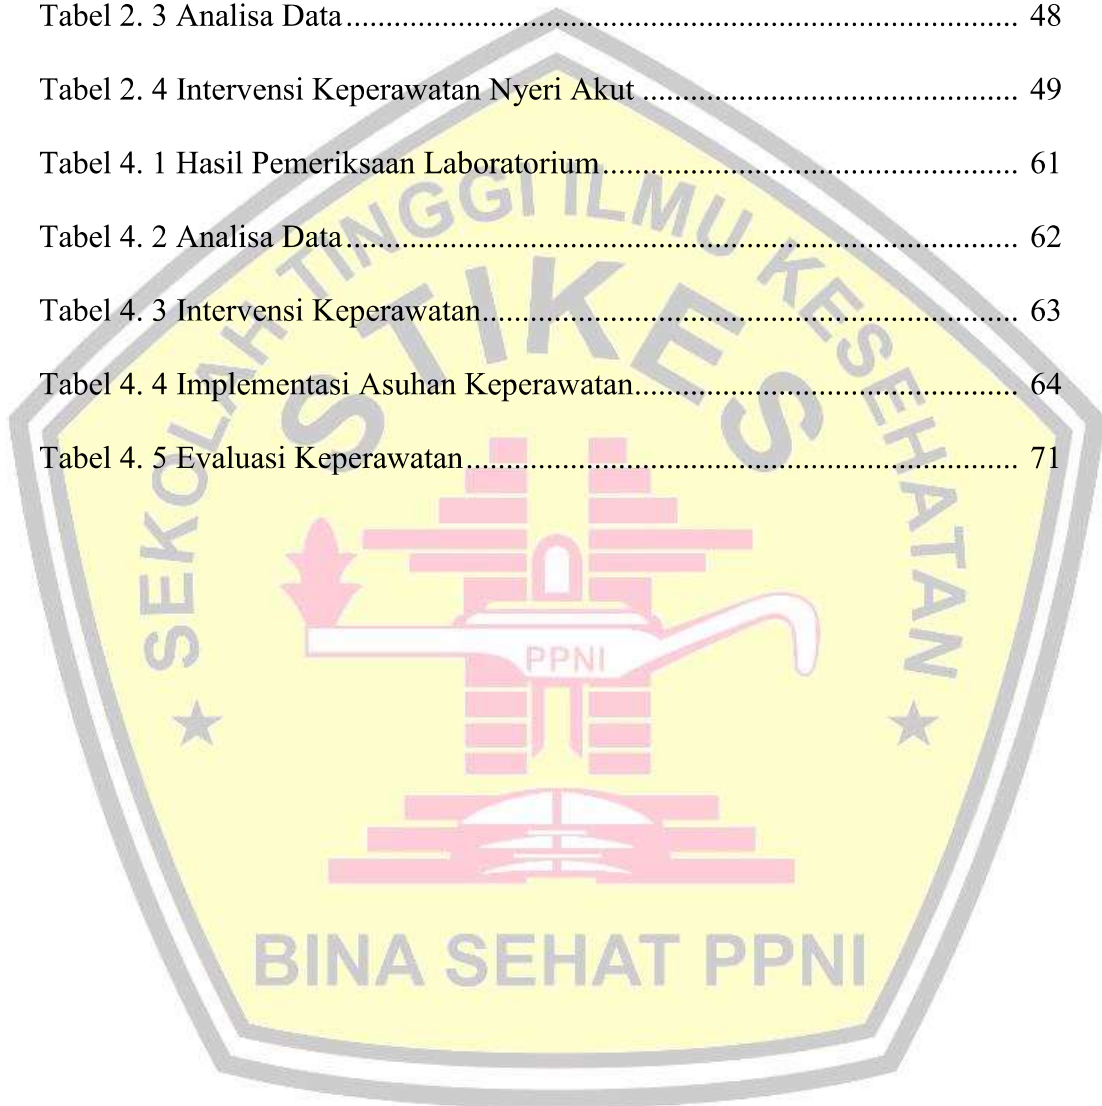 Tabel 2. 3 Analisa Data............................................................................... 48
Tabel 2. 4 Intervensi Keperawatan Nyeri Akut ............................................ 49
Tabel 4. 1 Hasil Pemeriksaan Laboratorium................................................. 61
Tabel 4. 2 Analisa Data............................................................................... 62
Tabel 4. 3 Intervensi Keperawatan............................................................... 63
Tabel 4. 4 Implementasi Asuhan Keperawatan............................................. 64
Tabel 4. 5 Evaluasi Keperawatan................................................................. 71
SEKOLAH TINGGI ILMU KESEHATAN
STIKES
PPNI
BINA SEHAT PPNI